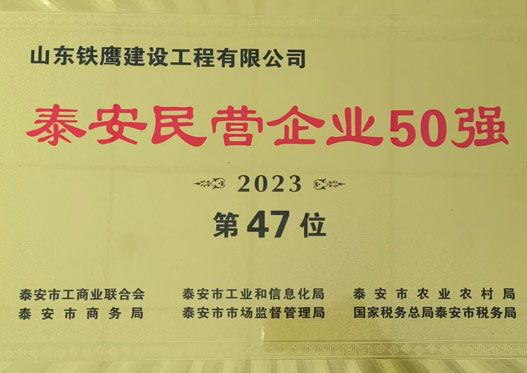 山东铁鹰建设工程有限公司
泰安民营企业50强
2023
第47位
泰安市工商业联合会 泰安市工业和信息化局 泰安市农业农村局
泰安市商务局 泰安市市场监督管理局 国家税务总局泰安市税务局